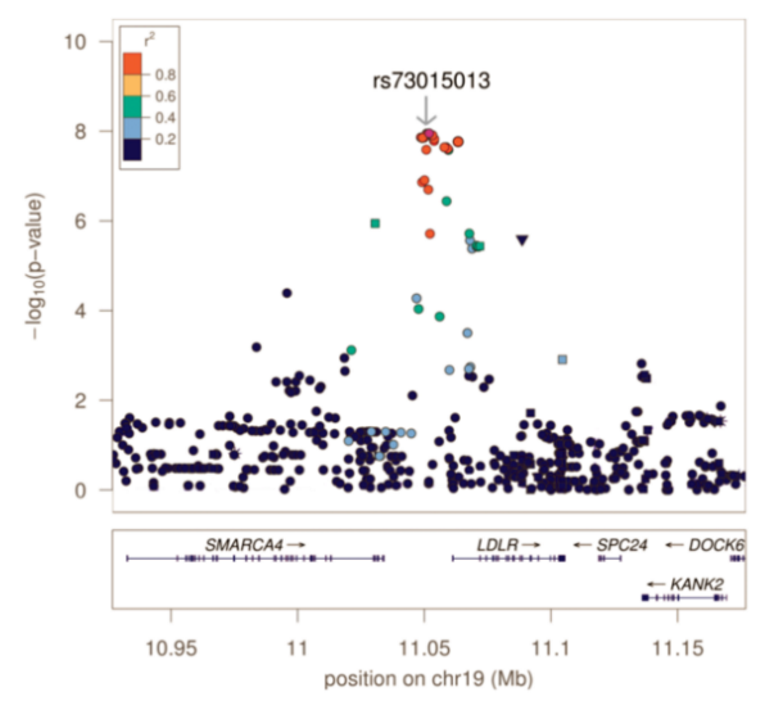 10
8
6
4
2
0
−log10(p−value)
r2
0.8
0.6
0.4
0.2
rs73015013
SMARCA4 →
LDLR →
← SPC24
← DOCK6
← KANK2
10.95
11
11.05
11.1
11.15
position on chr19 (Mb)